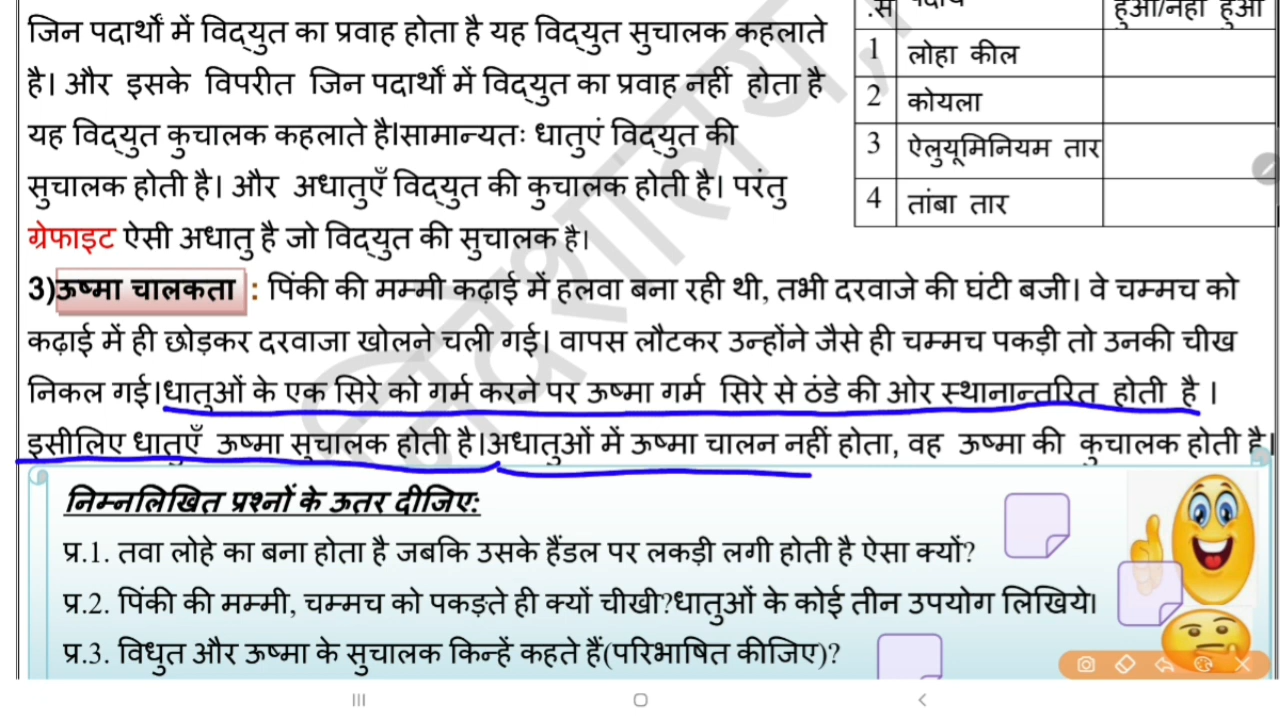 जिन पदार्थों में विद्युत का प्रवाह होता है यह विद्युत सुचालक कहलाते
है। और इसके विपरीत जिन पदार्थों में विद्युत का प्रवाह नहीं होता है
यह विद्युत कुचालक कहलाते है।सामान्यतः धातुएं विद्युत की
सुचालक होती है। और अधातुएँ विद्युत की कुचालक होती है। परंतु
ग्रेफाइट ऐसी अधातु है जो विद्युत की सुचालक है।
.स पदार्थ हुआ/नहीं हुआ
1 लोहा कील
2 कोयला
3 ऐलुयूमिनियम तार
4 तांबा तार
3)ऊष्मा चालकता : पिंकी की मम्मी कढ़ाई में हलवा बना रही थी, तभी दरवाजे की घंटी बजी। वे चम्मच को
कढ़ाई में ही छोड़कर दरवाजा खोलने चली गई। वापस लौटकर उन्होंने जैसे ही चम्मच पकड़ी तो उनकी चीख
निकल गई।धातुओं के एक सिरे को गर्म करने पर ऊष्मा गर्म सिरे से ठंडे की ओर स्थानान्तरित होती है ।
इसीलिए धातुएँ ऊष्मा सुचालक होती है।अधातुओं में ऊष्मा चालन नहीं होता, वह ऊष्मा की कुचालक होती है।
निम्नलिखित प्रश्नों के ऊतर दीजिए:
प्र.1. तवा लोहे का बना होता है जबकि उसके हैंडल पर लकड़ी लगी होती है ऐसा क्यों?
प्र.2. पिंकी की मम्मी, चम्मच को पकड़ते ही क्यों चीखी?धातुओं के कोई तीन उपयोग लिखिये।
प्र.3. विधुत और ऊष्मा के सुचालक किन्हें कहते हैं(परिभाषित कीजिए)?